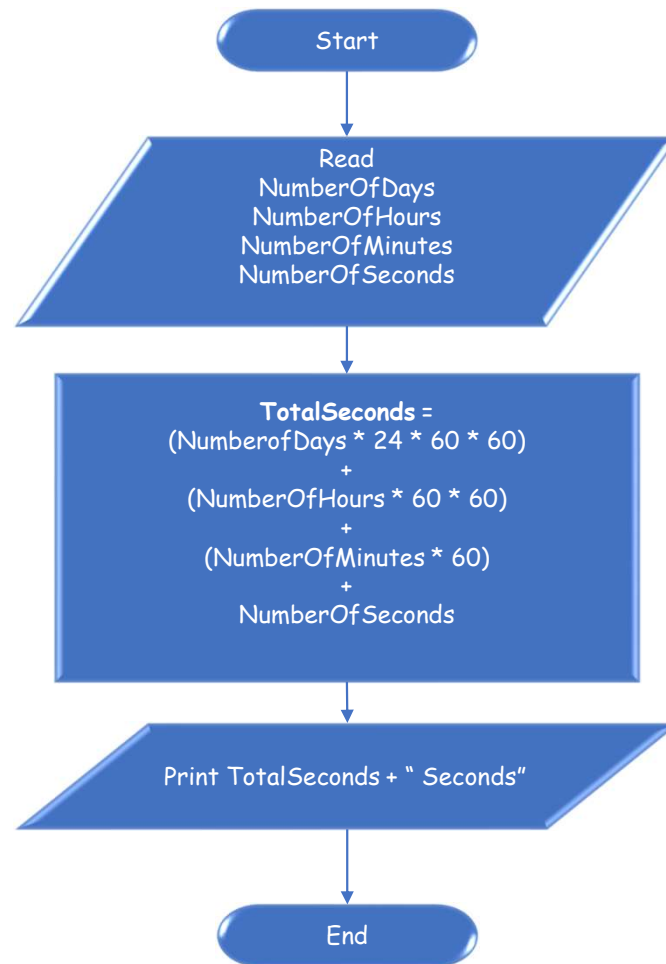 Start
Read
NumberOfDays
NumberOfHours
NumberOfMinutes
NumberOfSeconds
TotalSeconds =
(NumberofDays * 24 * 60 * 60)
+
(NumberOfHours * 60 * 60)
+
(NumberOfMinutes * 60)
+
NumberOfSeconds
Print TotalSeconds + “ Seconds”
End